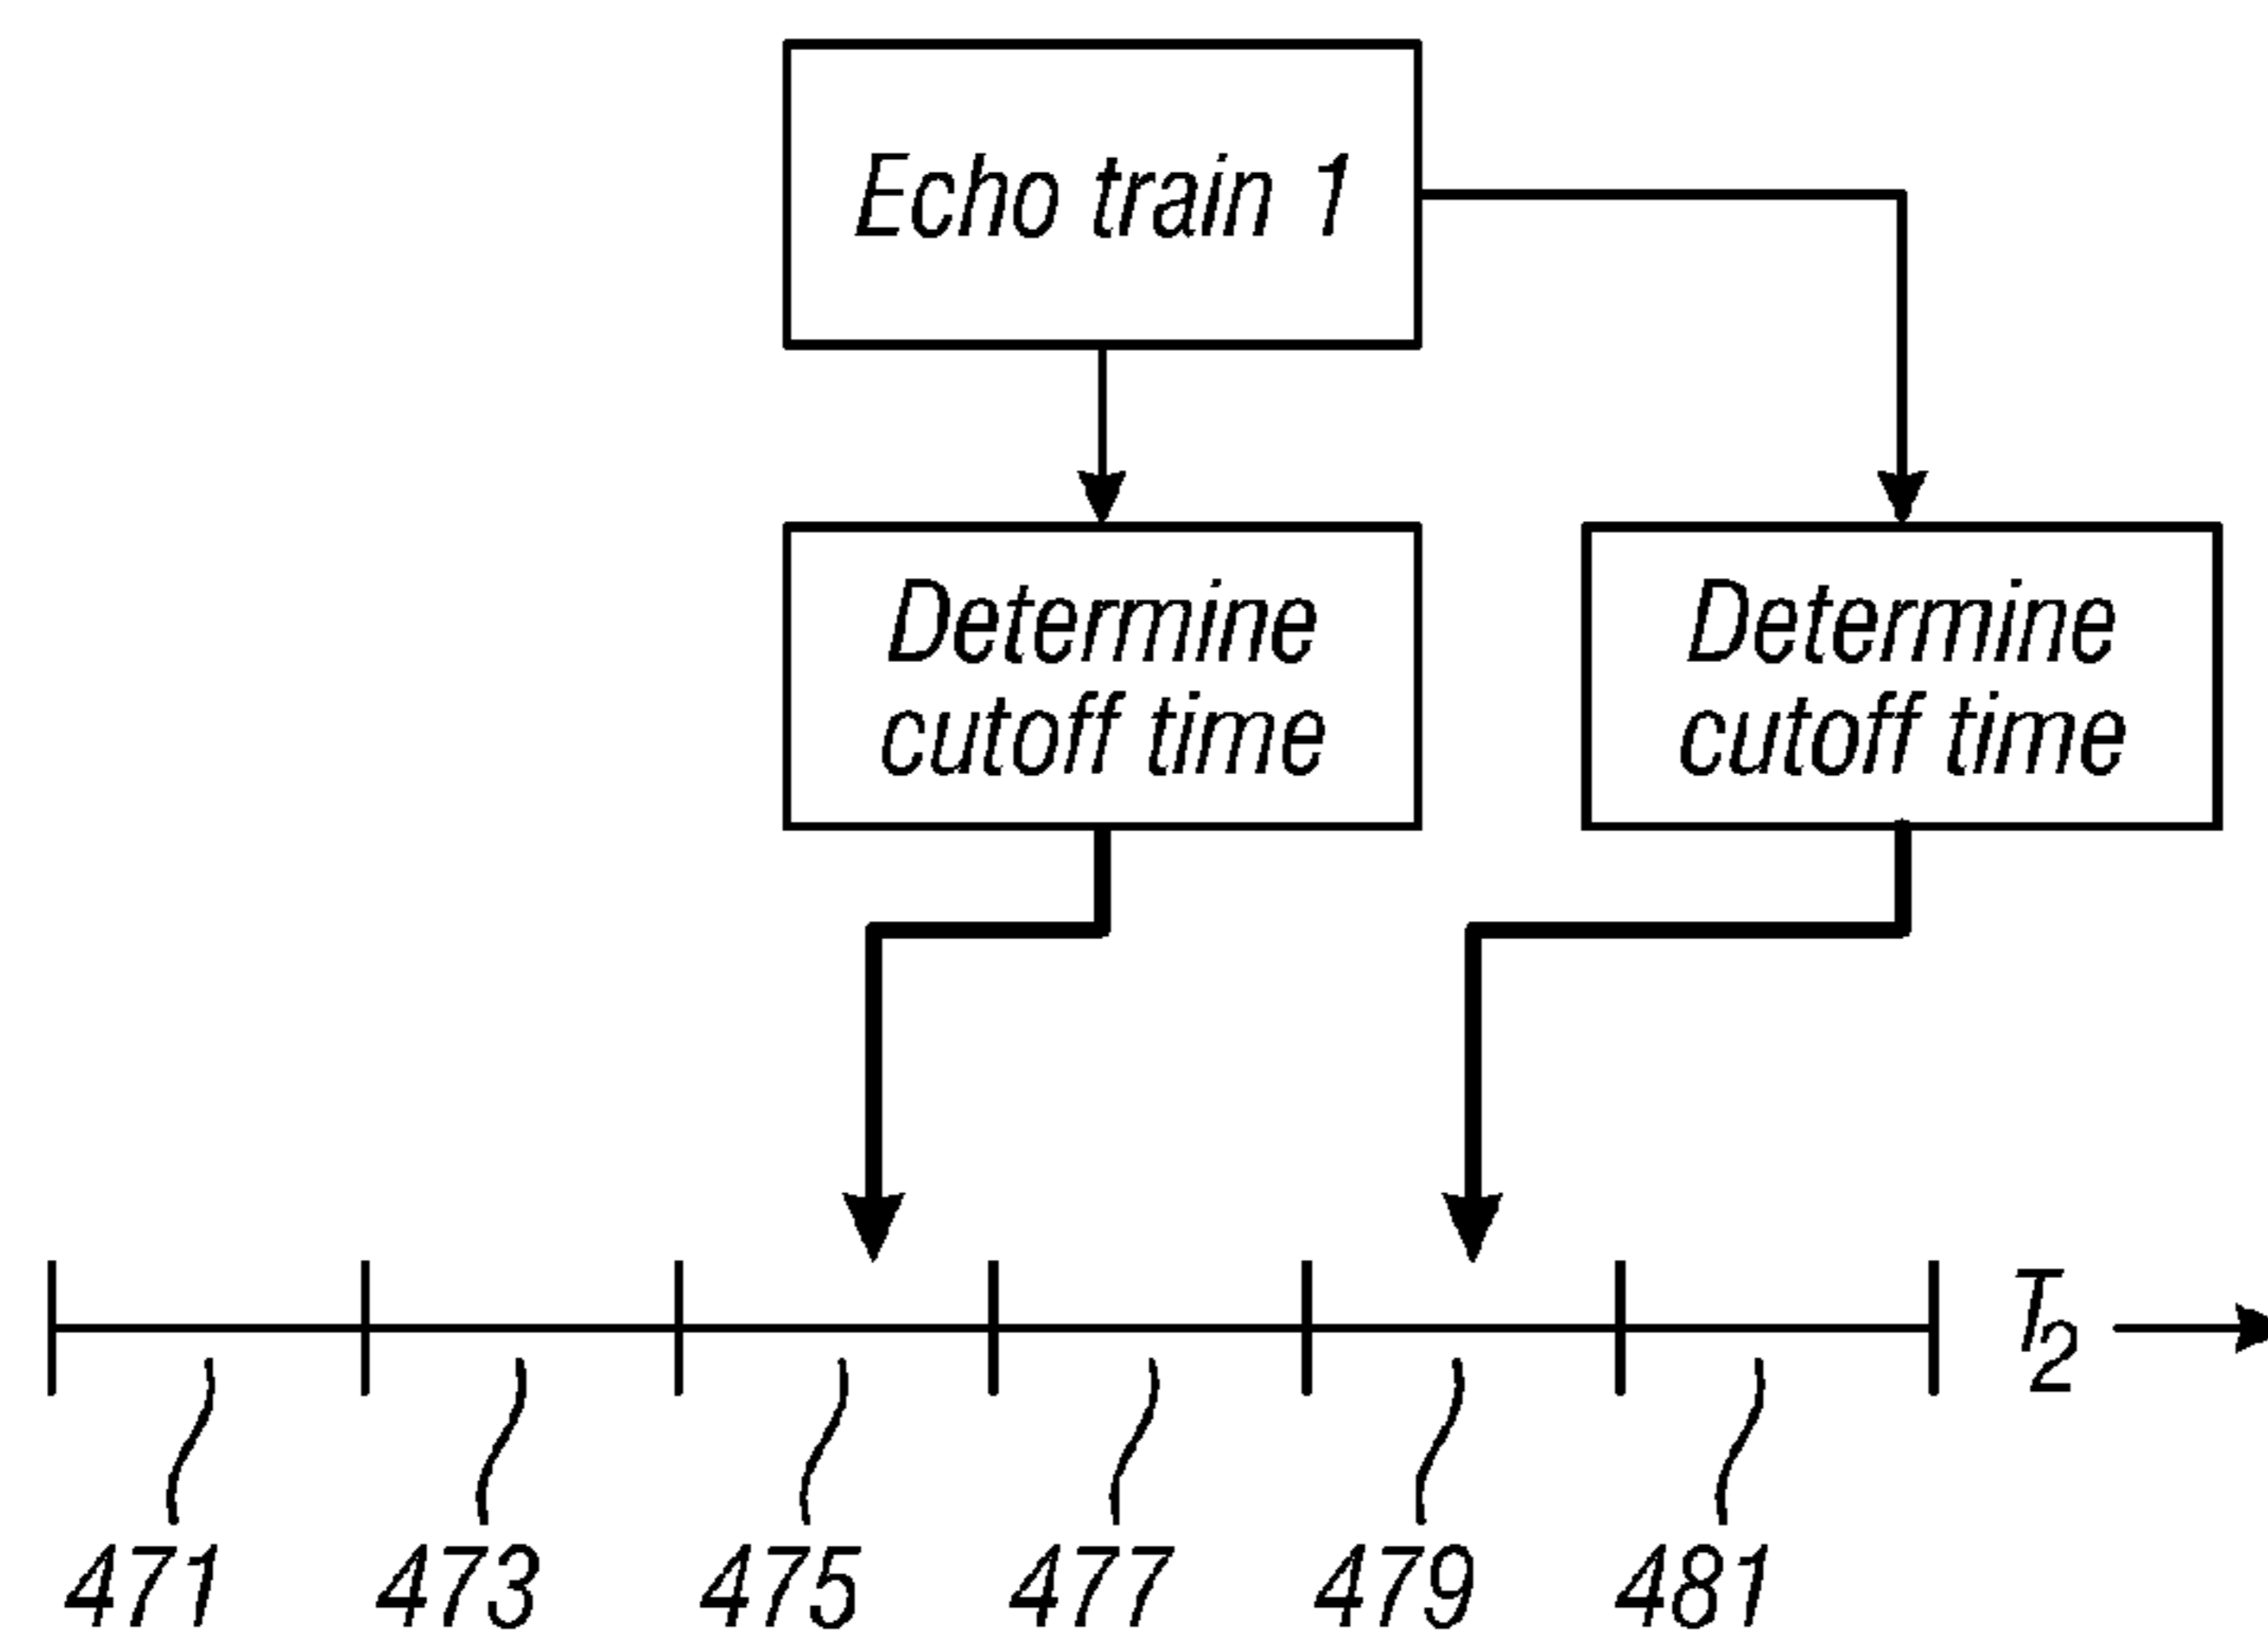 Echo train 1
Determine
cutoff time
Determine
cutoff time
T2
471 473 475 477 479 481